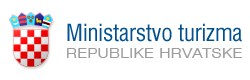 Ministarstvo turizma
REPUBLIKE HRVATSKE